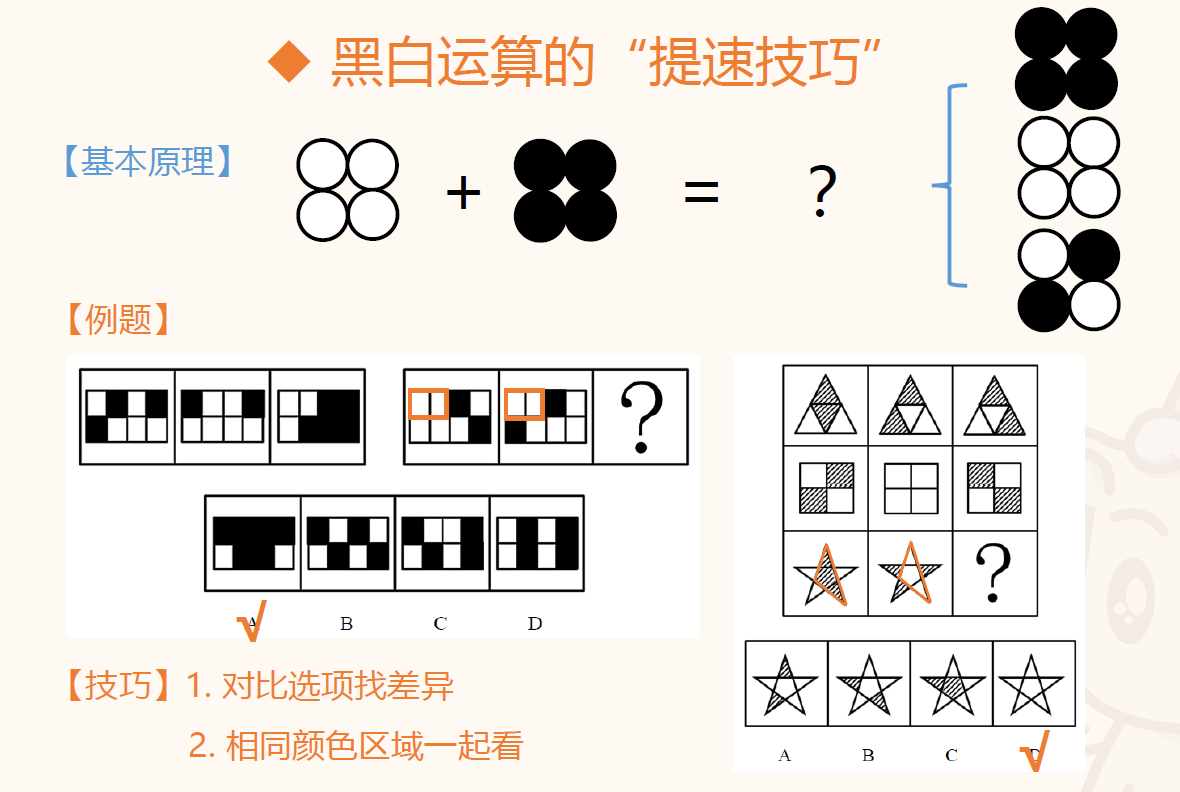 ◆ 黑白运算的“提速技巧”
【基本原理】
+ = ?
【例题】
?
A B C D
√
?
A B C D
√
【技巧】1. 对比选项找差异
2. 相同颜色区域一起看